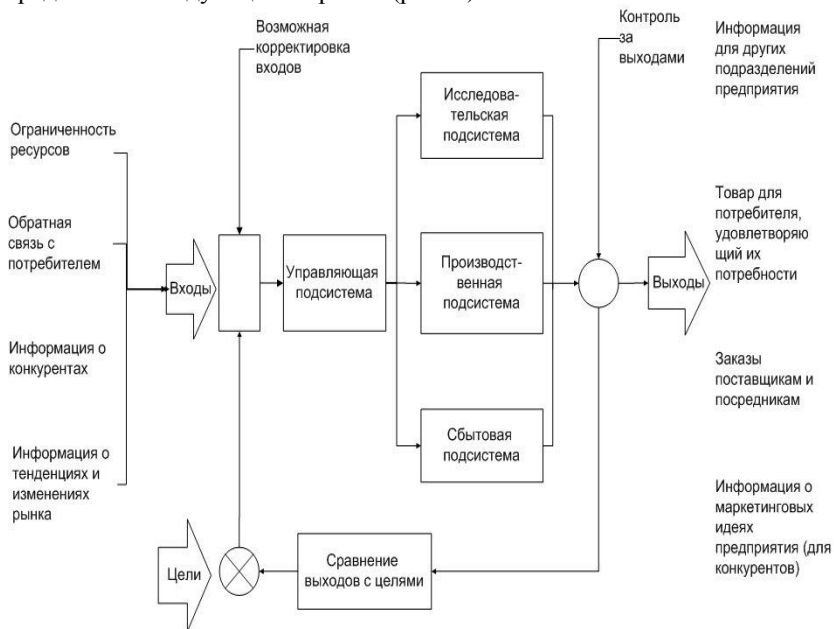 Возможная
корректировка
входов
Контроль
за
выходами
Информация
для других
подразделений
предприятия
Ограниченность
ресурсов
Обратная
связь с
потребителем
Информация о
конкурентах
Информация о
тенденциях и
изменениях
рынка
Входы
Управляющая
подсистема
Исследова-
тельская
подсистема
Производст-
венная
подсистема
Сбытовая
подсистема
Выходы
Товар для
потребителя,
удовлетворяю
щий их
потребности
Заказы
поставщикам и
посредникам
Информация о
маркетинговых
идеях
предприятия (для
конкурентов)
Цели
Сравнение
выходов с целями